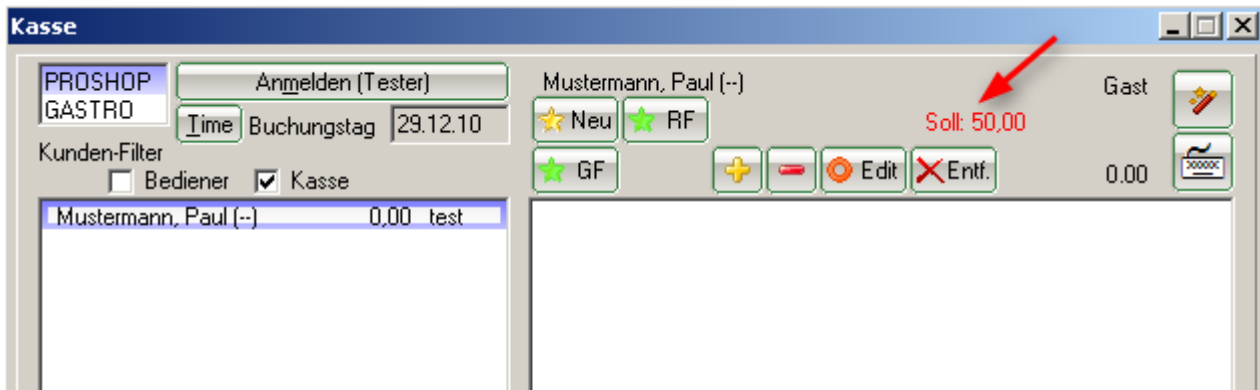 Kasse
PROSHOP
GASTRO
Anmelden (Tester)
Time Buchungstag 29.12.10
Kunden-Filter
Bediener Kasse
Mustermann, Paul (--) 0,00 test
Mustermann, Paul (--) Gast
Neu RF Soll: 50,00
GF Edit Entf. 0.00